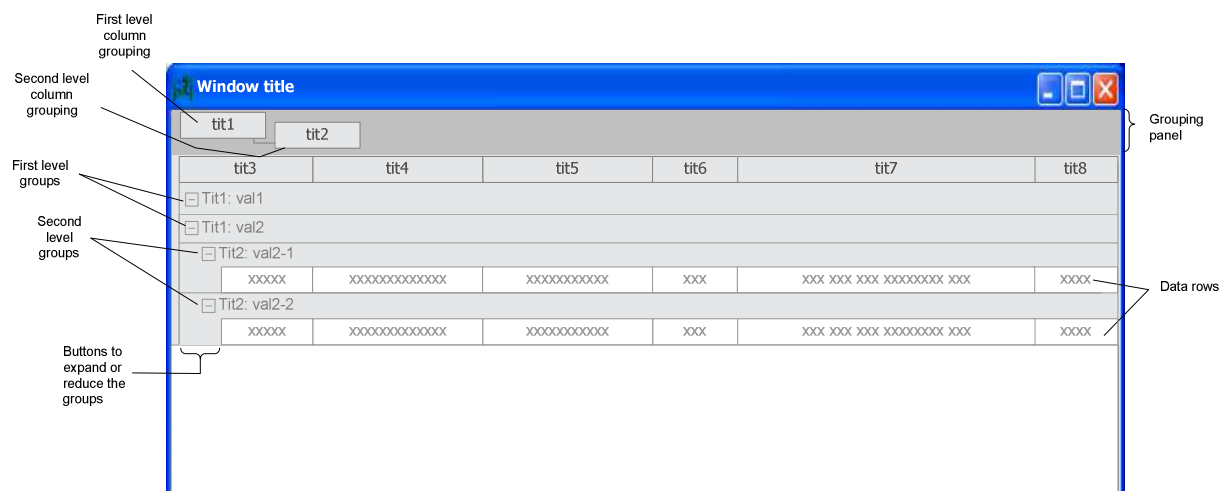 First level
column
grouping
Second level
column
grouping
Window title
tit1
tit2
Grouping
panel
tit3 tit4 tit5 tit6 tit7 tit8
First level
groups
Tit1: val1
Tit1: val2
Second
level
groups
Tit2: val2-1
xxxxx xxxxxxxxxxxxx xxxxxxxxxxx xxx xxx xxx xxx xxxxxxxx xxx xxxx
Data rows
Tit2: val2-2
xxxxx xxxxxxxxxxxxx xxxxxxxxxxx xxx xxx xxx xxx xxxxxxxx xxx xxxx
Buttons to
expand or
reduce the
groups